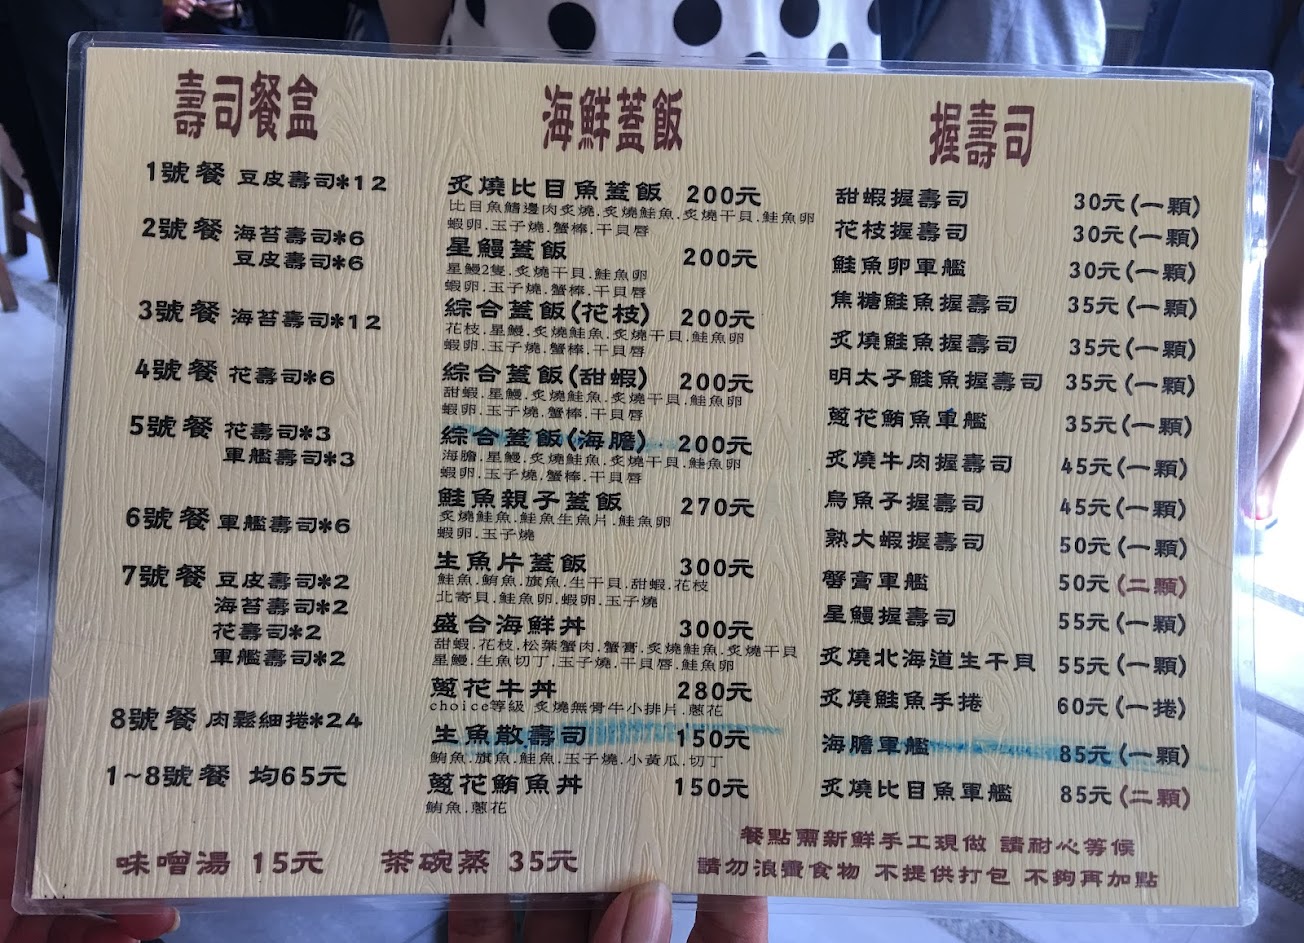 壽司餐盒
1號餐 豆皮壽司*12
2號餐 海苔壽司*6
豆皮壽司*6
3號餐 海苔壽司*12
4號餐 花壽司*6
5號餐 花壽司*3
軍艦壽司*3
6號餐 軍艦壽司*6
7號餐 豆皮壽司*2
海苔壽司*2
花壽司*2
軍艦壽司*2
8號餐 肉鬆細捲*24
1~8號餐 均65元
味噌湯 15元 茶碗蒸 35元
海鮮蓋飯
炙燒比目魚蓋飯 200元
比目魚鰭邊肉炙燒.炙燒鮭魚.炙燒干貝.鮭魚卵
蝦卵.玉子燒.蟹棒.干貝唇
星鰻蓋飯 200元
星鰻2隻.炙燒干貝.鮭魚卵
蝦卵.玉子燒.蟹棒.干貝唇
綜合蓋飯(花枝) 200元
花枝.星鰻.炙燒鮭魚.炙燒干貝.鮭魚卵
蝦卵.玉子燒.蟹棒.干貝唇
綜合蓋飯(甜蝦) 200元
甜蝦.星鰻.炙燒鮭魚.炙燒干貝.鮭魚卵
蝦卵.玉子燒.蟹棒.干貝唇
綜合蓋飯(海膽) 200元
海膽.星鰻.炙燒鮭魚.炙燒干貝.鮭魚卵
蝦卵.玉子燒.蟹棒.干貝唇
鮭魚親子蓋飯 270元
炙燒鮭魚.鮭魚生魚片.鮭魚卵
蝦卵.玉子燒
生魚片蓋飯 300元
鮭魚.鮪魚.旗魚.生干貝.甜蝦.花枝
北寄貝.鮭魚卵.蝦卵.玉子燒
盛合海鮮丼 300元
甜蝦.花枝.松葉蟹肉.蟹膏.炙燒鮭魚.炙燒干貝
星鰻.生魚切丁.玉子燒.干貝唇.鮭魚卵
蔥花牛丼 280元
choice等級 炙燒無骨牛小排片.蔥花
生魚散壽司 150元
鮪魚.旗魚.鮭魚.玉子燒.小黃瓜.切丁
蔥花鮪魚丼 150元
鮪魚.蔥花
握壽司
甜蝦握壽司 30元(一顆)
花枝握壽司 30元(一顆)
鮭魚卵軍艦 30元(一顆)
焦糖鮭魚握壽司 35元(一顆)
炙燒鮭魚握壽司 35元(一顆)
明太子鮭魚握壽司 35元(一顆)
蔥花鮪魚軍艦 35元(一顆)
炙燒牛肉握壽司 45元(一顆)
烏魚子握壽司 45元(一顆)
熟大蝦握壽司 50元(一顆)
蟹膏軍艦 50元(二顆)
星鰻握壽司 55元(一顆)
炙燒北海道生干貝 55元(一顆)
炙燒鮭魚手捲 60元(一捲)
海膽軍艦 85元(一顆)
炙燒比目魚軍艦 85元(二顆)
餐點需新鮮手工現做 請耐心等候
請勿浪費食物 不提供打包 不夠再加點